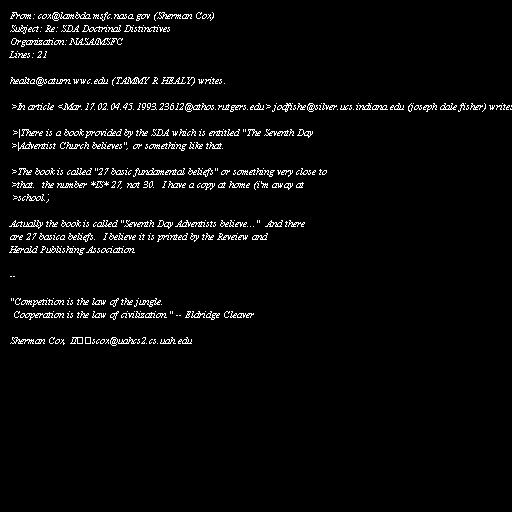 From: cox@lambda.msfc.nasa.gov (Sherman Cox)
Subject: Re: SDA Doctrinal Distinctives
Organization: NASA/MSFC
Lines: 21
healta@saturn.wwc.edu (TAMMY R HEALY) writes:
>In article <Mar.17.02.04.45.1993.23612@athos.rutgers.edu> jodfishe@silver.ucs.indiana.edu (joseph dale fisher) writes
>|There is a book provided by the SDA which is entitled "The Seventh Day
>|Adventist Church believes", or something like that.
>The book is called "27 basic fundamental beliefs" or something very close to
>that. the number *IS* 27, not 30. I have a copy at home (i'm away at
>school.);
Actually the book is called "Seventh Day Adventists believe..." And there
are 27 basica beliefs. I believe it is printed by the Reveiew and
Herald Publishing Association.
--
"Competition is the law of the jungle.
Cooperation is the law of civilization." -- Eldridge Cleaver
Sherman Cox, II scox@uahcs2.cs.uah.edu